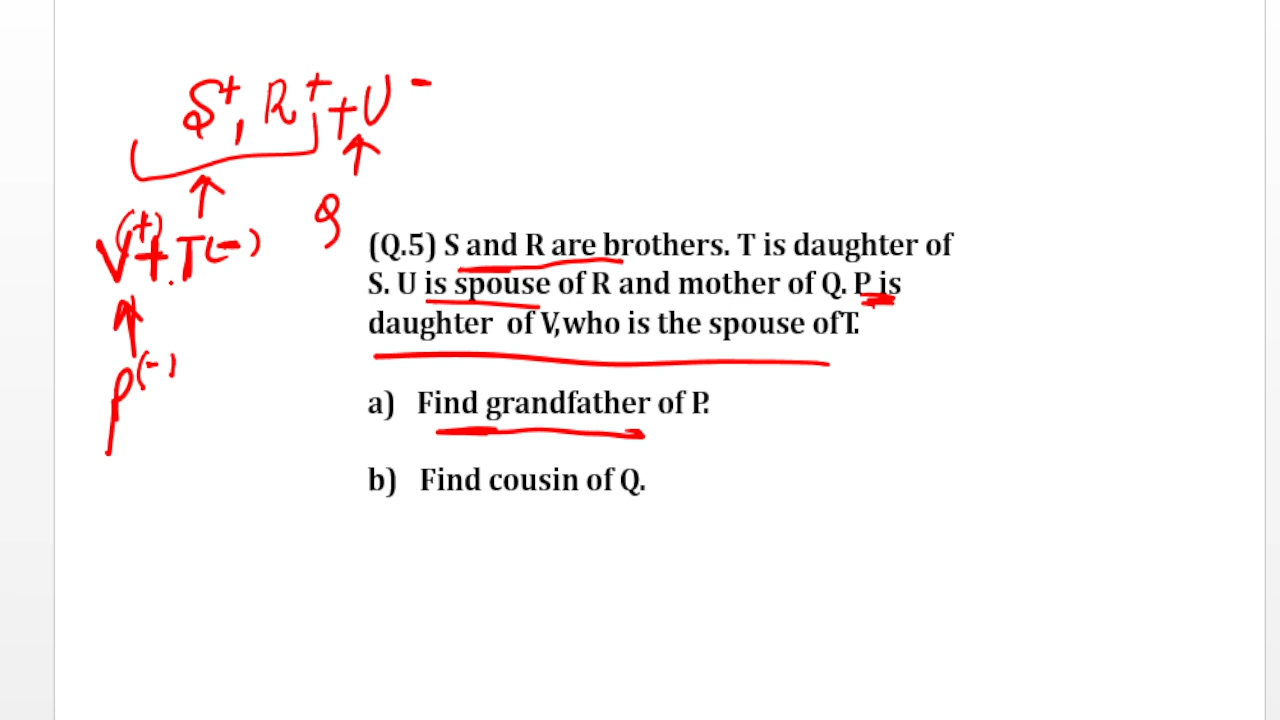 S+, R+ + U -
V(+) + T(-)
Q
P(-)
(Q.5) S and R are brothers. T is daughter of
S. U is spouse of R and mother of Q. P is
daughter of V,who is the spouse ofT.
a) Find grandfather of P.
b) Find cousin of Q.